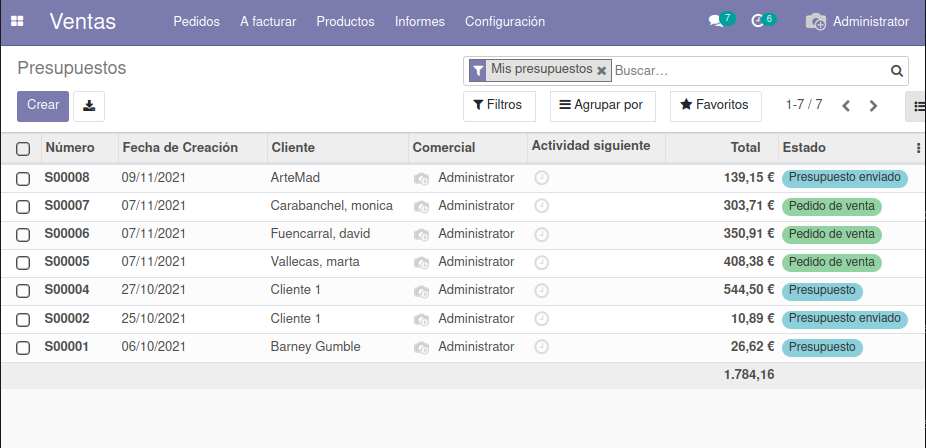 Ventas Pedidos A facturar Productos Informes Configuración 7 6 Administrator
Presupuestos Mis presupuestos Buscar...
Crear Filtros Agrupar por Favoritos 1-7 / 7
Número Fecha de Creación Cliente Comercial Actividad siguiente Total Estado
S00008 09/11/2021 ArteMad Administrator 139,15 € Presupuesto enviado
S00007 07/11/2021 Carabanchel, monica Administrator 303,71 € Pedido de venta
S00006 07/11/2021 Fuencarral, david Administrator 350,91 € Pedido de venta
S00005 07/11/2021 Vallecas, marta Administrator 408,38 € Pedido de venta
S00004 27/10/2021 Cliente 1 Administrator 544,50 € Presupuesto
S00002 25/10/2021 Cliente 1 Administrator 10,89 € Presupuesto enviado
S00001 06/10/2021 Barney Gumble Administrator 26,62 € Presupuesto
1.784,16